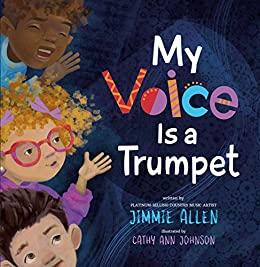 My
Voice
Is a
Trumpet
written by
PLATINUM-SELLING COUNTRY MUSIC ARTIST
JIMMIE ALLEN
illustrated by
CATHY ANN JOHNSON